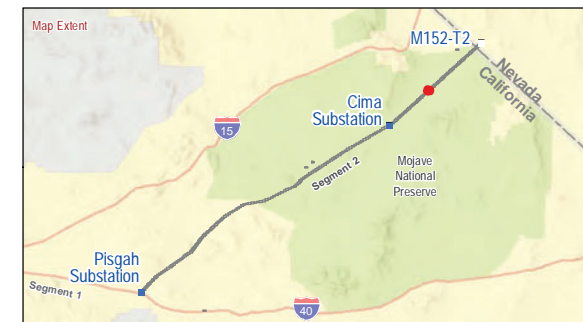 Map Extent
M152-T2
Nevada
California
Cima
Substation
15
Mojave
National
Preserve
Segment 2
Pisgah
Substation
Segment 1
40